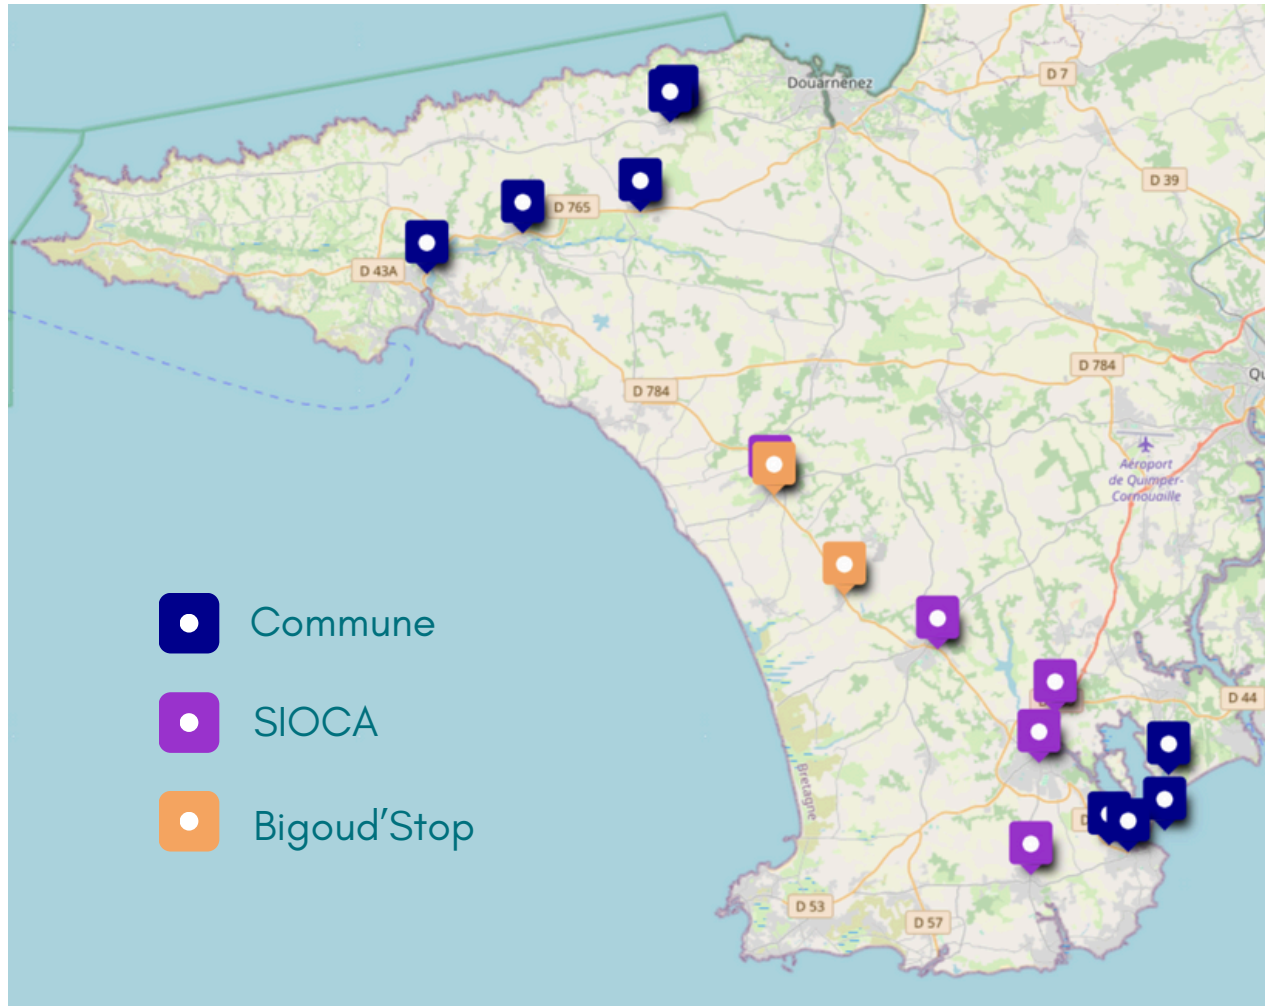 Douarnenez
D 7
D 39
D 765
D 43A
D 784
D 784
Aéroport
de Quimper-
Cornouaille
Commune
SIOCA
Bigoud'Stop
D 44
Bretagne
D 53
D 57